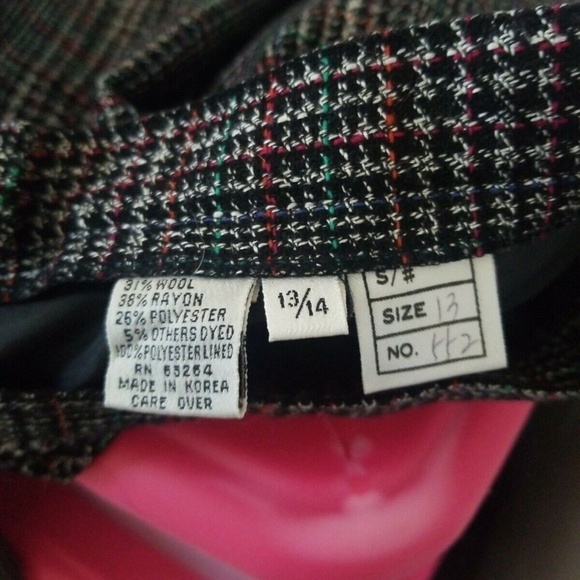 31% WOOL
38% RAYON
26% POLYESTER
5% OTHERS DYED
100% POLYESTER LINED
RN 65264
MADE IN KOREA
CARE OVER
13/14
S/#
SIZE 13
NO. 442